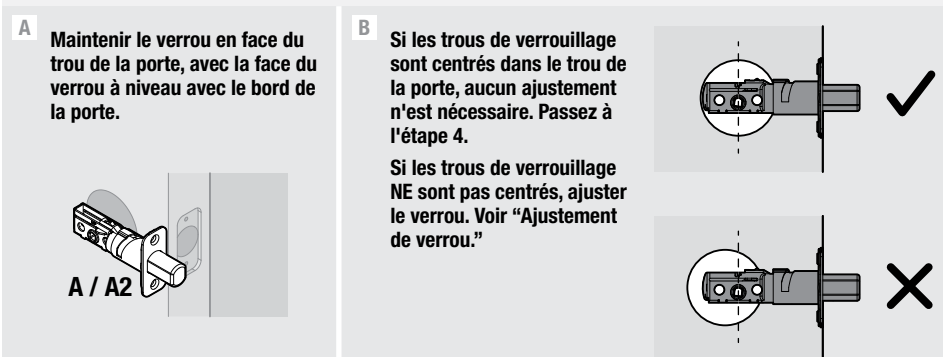 A
Maintenir le verrou en face du
trou de la porte, avec la face du
verrou à niveau avec le bord de
la porte.
A / A2
B
Si les trous de verrouillage
sont centrés dans le trou de
la porte, aucun ajustement
n'est nécessaire. Passez à
l'étape 4.
Si les trous de verrouillage
NE sont pas centrés, ajuster
le verrou. Voir “Ajustement
de verrou.”